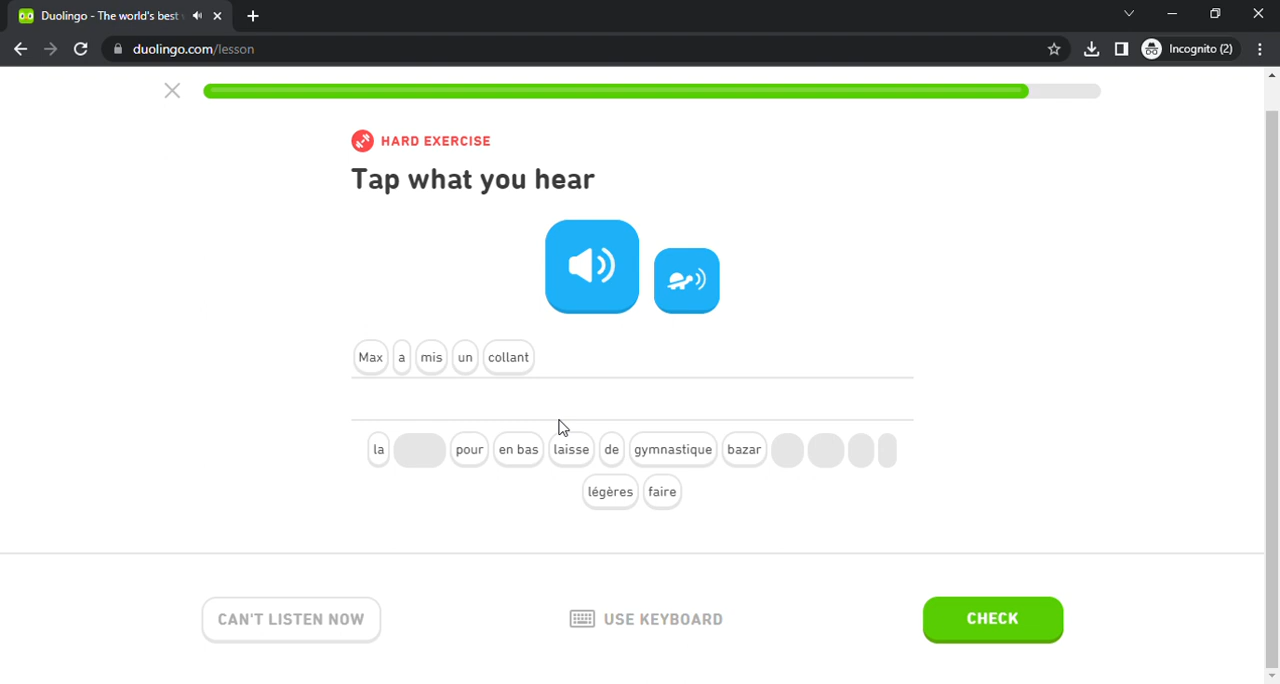 Duolingo - The world's best
duolingo.com/lesson
Incognito (2)
HARD EXERCISE
Tap what you hear
Max a mis un collant
la pour en bas laisse de gymnastique bazar
légères faire
CAN'T LISTEN NOW
USE KEYBOARD
CHECK